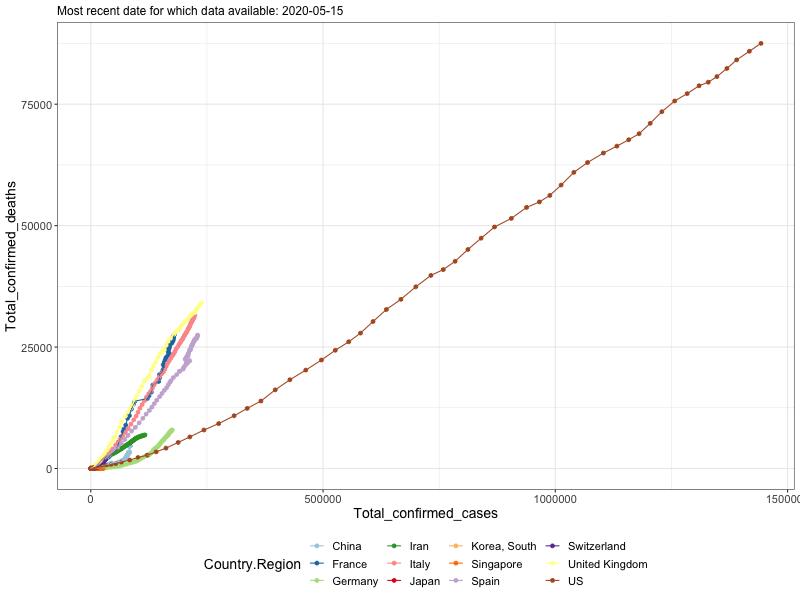 Most recent date for which data available: 2020-05-15
Total_confirmed_deaths
75000
50000
25000
0
0 500000 1000000 150000
Total_confirmed_cases
Country.Region
China Iran Korea, South Switzerland
France Italy Singapore United Kingdom
Germany Japan Spain US